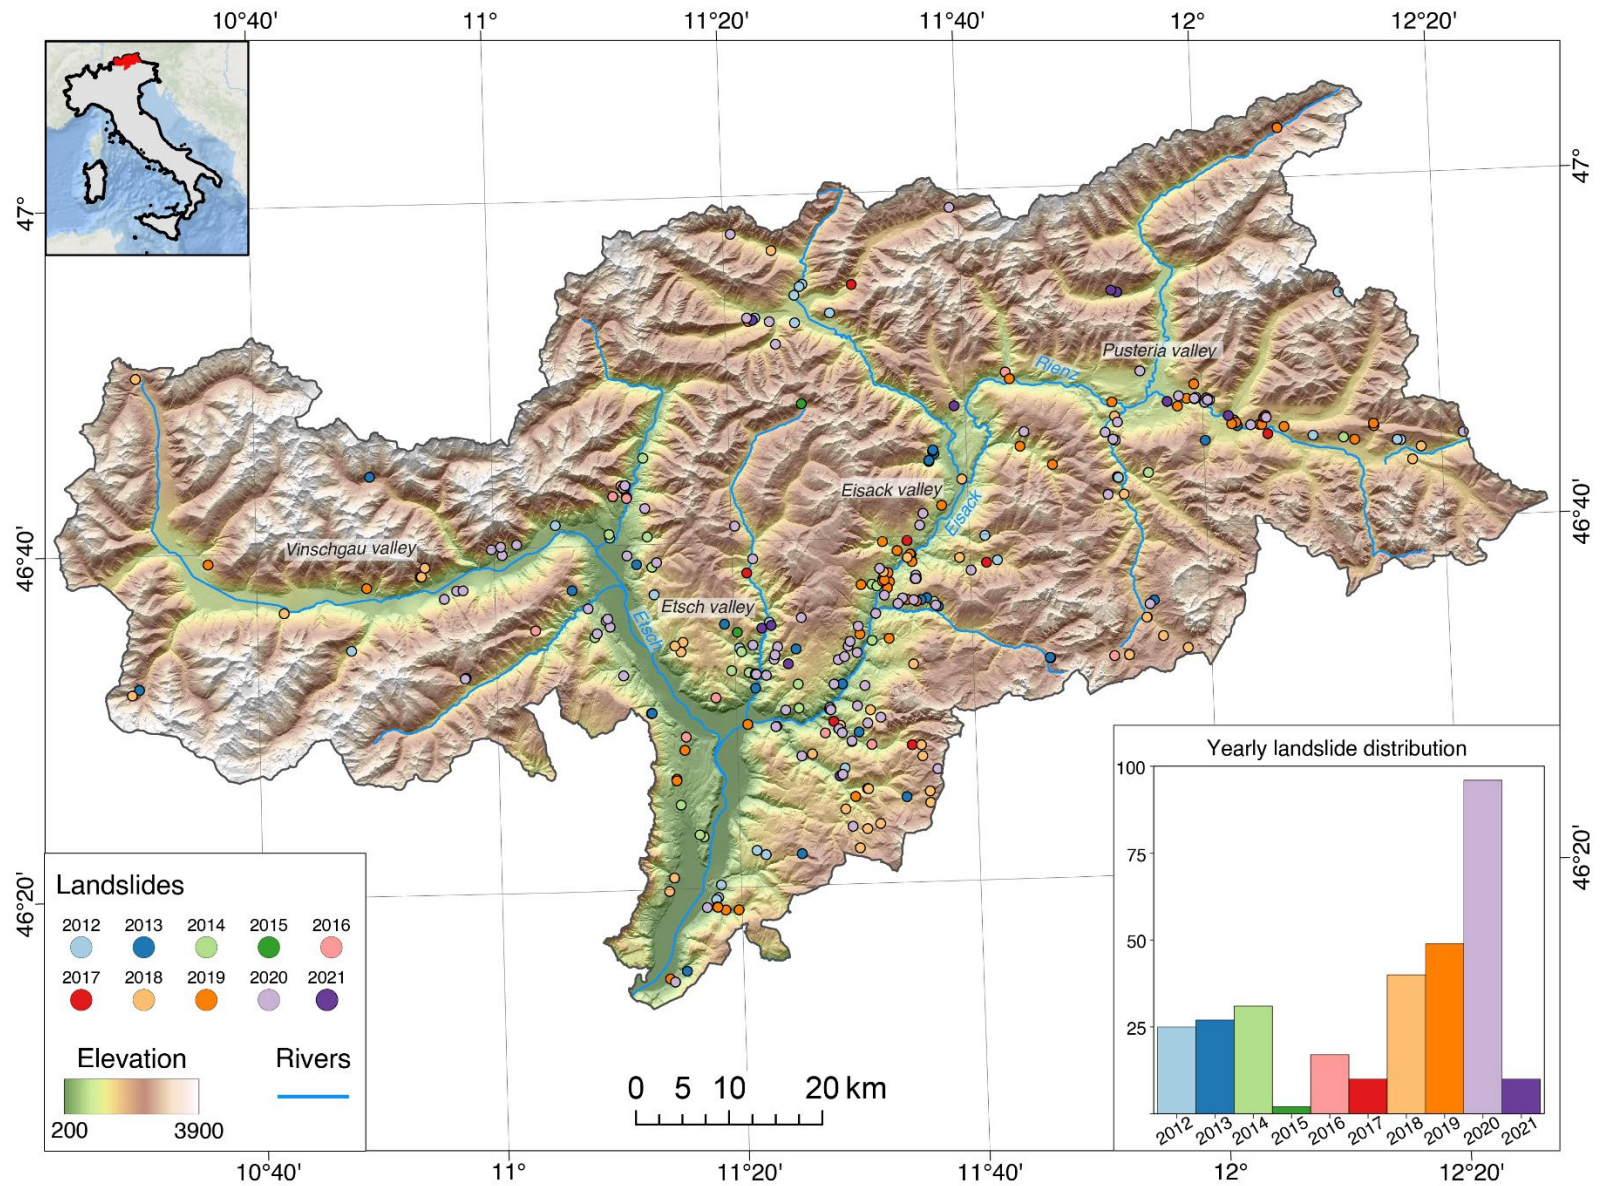 10°40' 11° 11°20' 11°40' 12° 12°20'
47°
47°
Pusteria valley
Rienz
Eisack valley
Eisack
46°40'
46°40'
Vinschgau valley
Etsch valley
Etsch
Yearly landslide distribution
100
75
50
25
2012 2013 2014 2015 2016 2017 2018 2019 2020 2021
46°20'
46°20'
Landslides
2012 2013 2014 2015 2016
2017 2018 2019 2020 2021
Elevation Rivers
200 3900
0 5 10 20 km
10°40' 11° 11°20' 11°40' 12° 12°20'